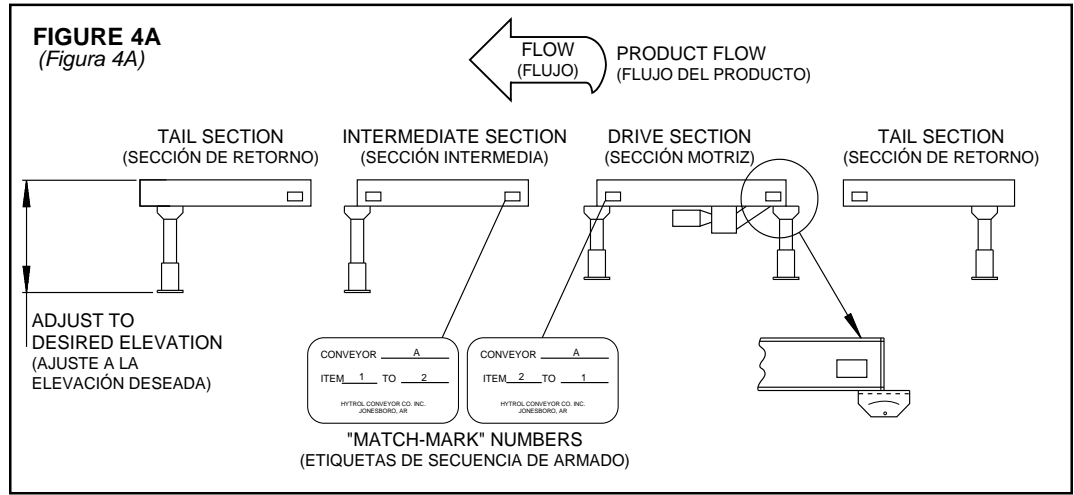 FIGURE 4A
(Figura 4A)
FLOW
(FLUJO)
PRODUCT FLOW
(FLUJO DEL PRODUCTO)
TAIL SECTION
(SECCIÓN DE RETORNO)
INTERMEDIATE SECTION
(SECCIÓN INTERMEDIA)
DRIVE SECTION
(SECCIÓN MOTRIZ)
TAIL SECTION
(SECCIÓN DE RETORNO)
ADJUST TO
DESIRED ELEVATION
(AJUSTE A LA
ELEVACIÓN DESEADA)
CONVEYOR A
ITEM 1 TO 2
HYTROL CONVEYOR CO. INC.
JONESBORO, AR
CONVEYOR A
ITEM 2 TO 1
HYTROL CONVEYOR CO. INC.
JONESBORO, AR
"MATCH-MARK" NUMBERS
(ETIQUETAS DE SECUENCIA DE ARMADO)